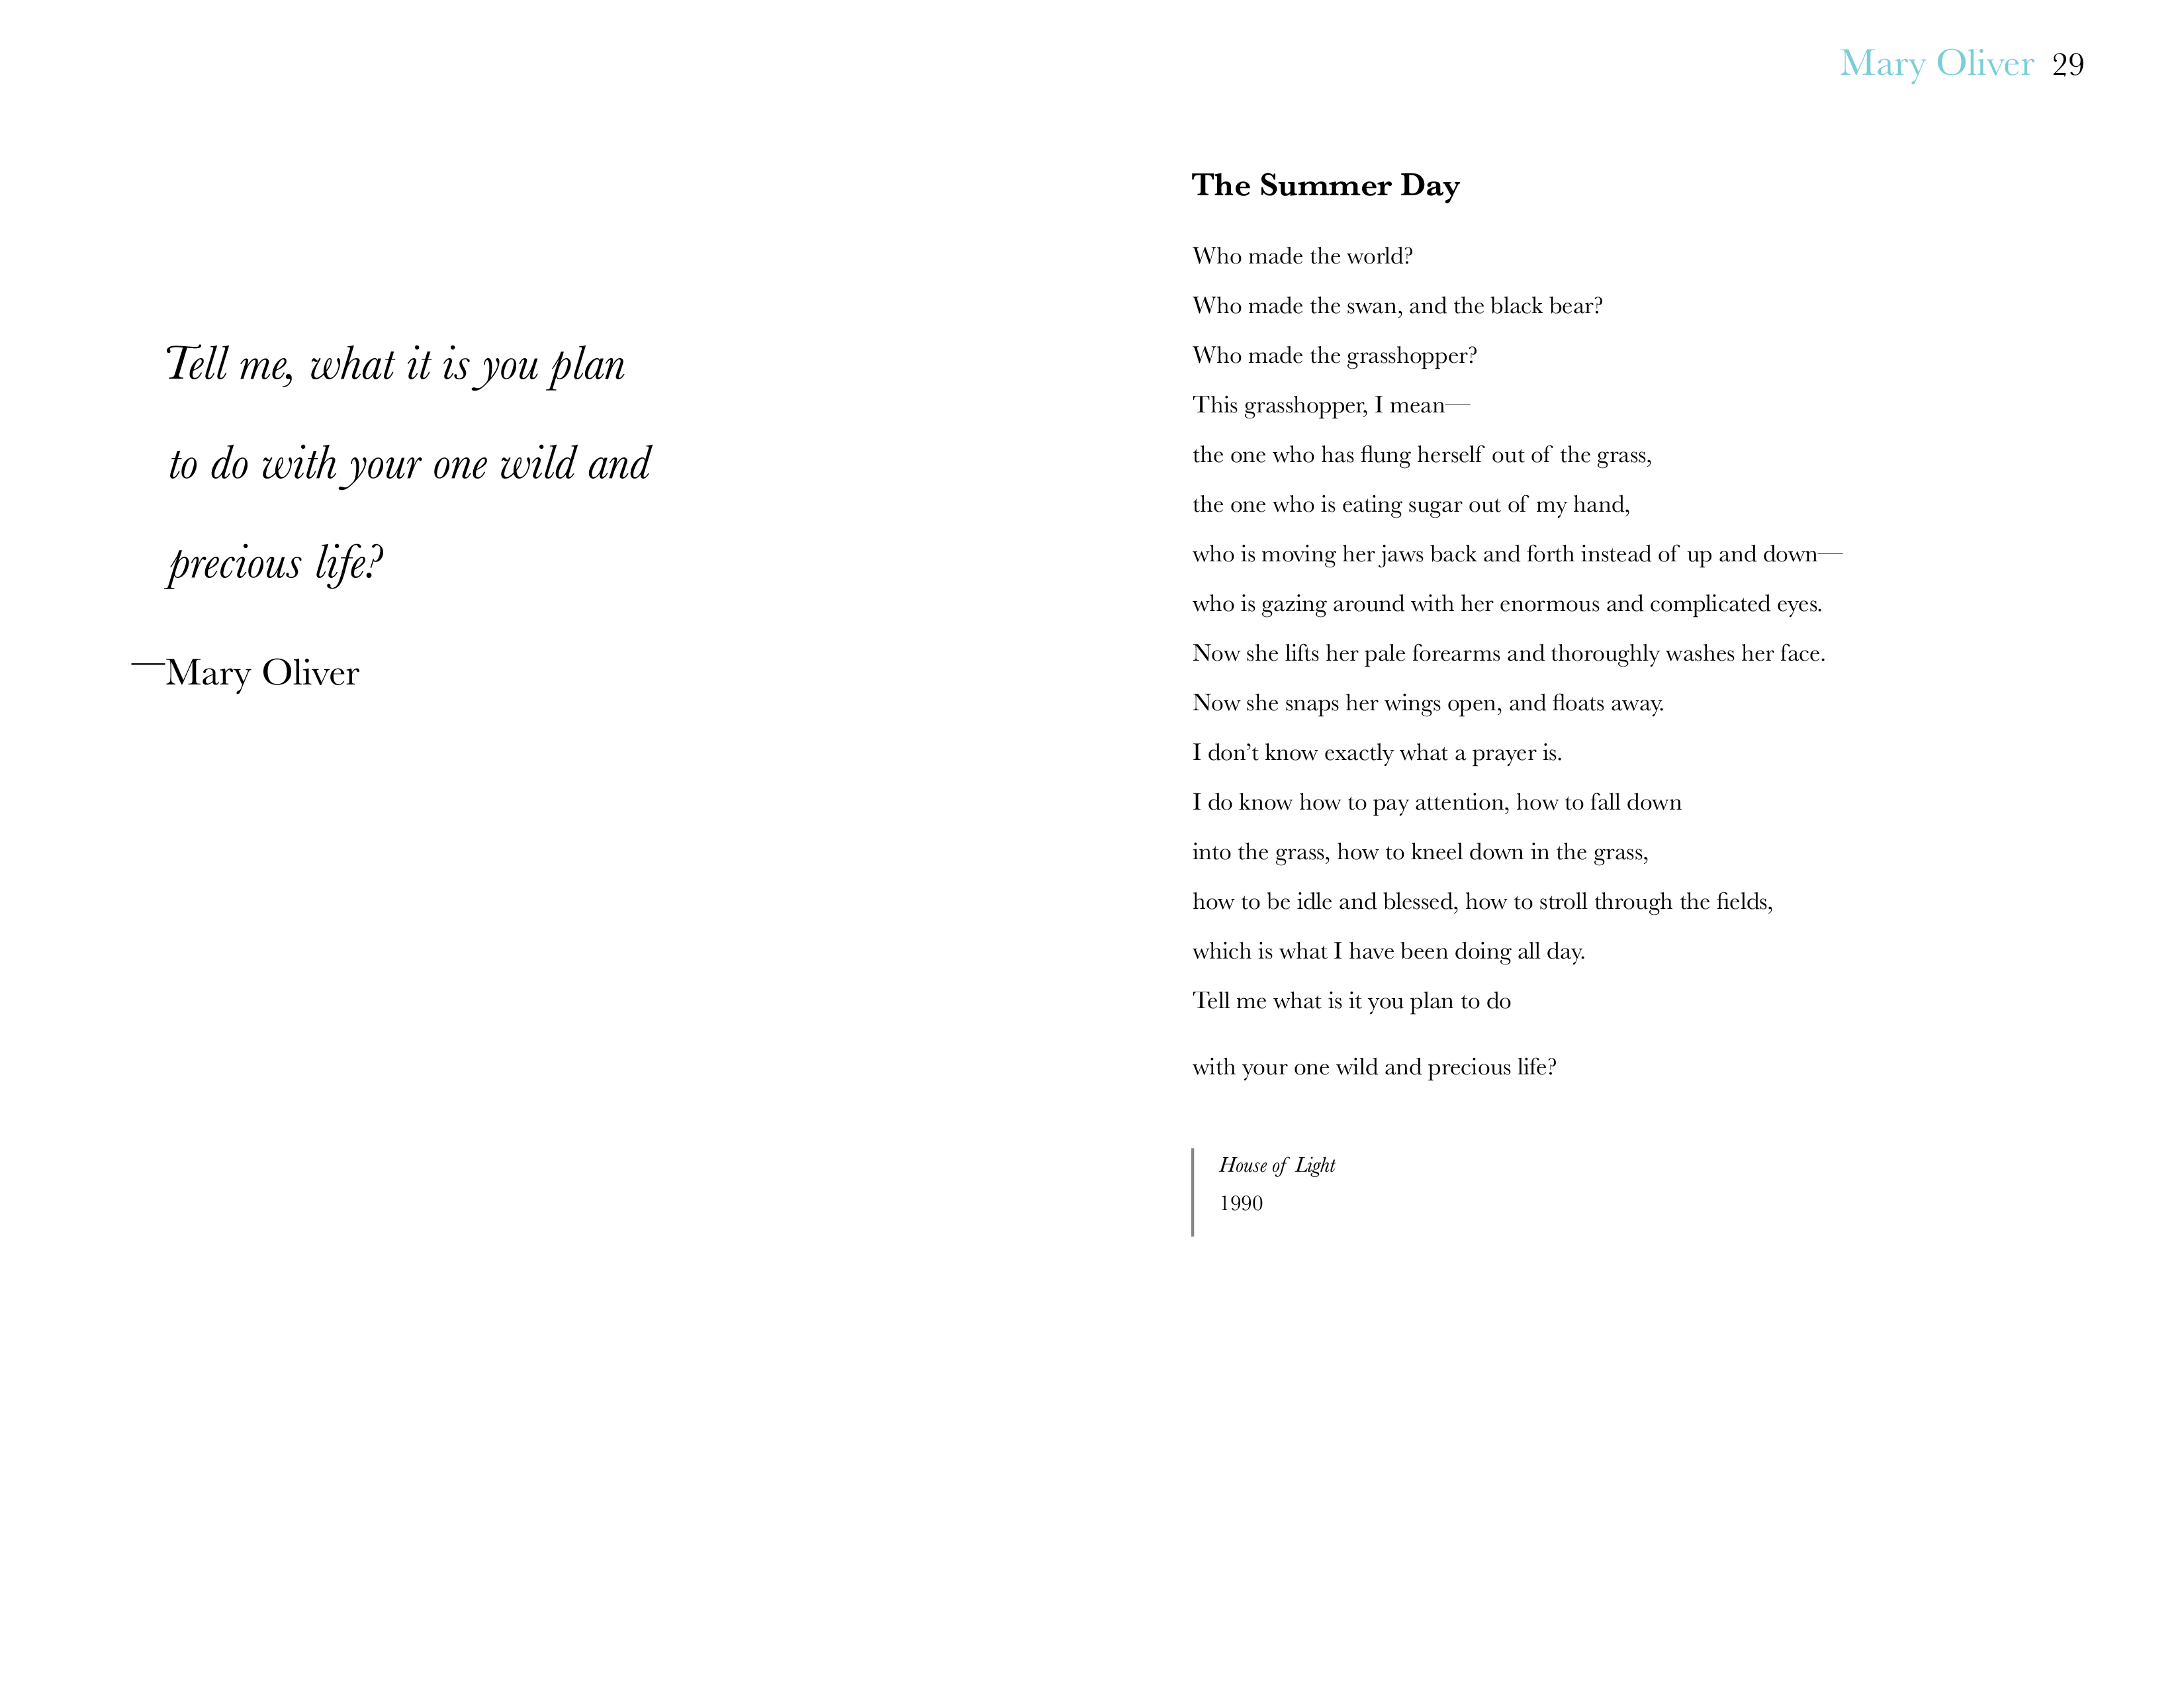 Mary Oliver 29
Tell me, what it is you plan
to do with your one wild and
precious life?
—Mary Oliver
The Summer Day
Who made the world?
Who made the swan, and the black bear?
Who made the grasshopper?
This grasshopper, I mean—
the one who has flung herself out of the grass,
the one who is eating sugar out of my hand,
who is moving her jaws back and forth instead of up and down—
who is gazing around with her enormous and complicated eyes.
Now she lifts her pale forearms and thoroughly washes her face.
Now she snaps her wings open, and floats away.
I don’t know exactly what a prayer is.
I do know how to pay attention, how to fall down
into the grass, how to kneel down in the grass,
how to be idle and blessed, how to stroll through the fields,
which is what I have been doing all day.
Tell me what is it you plan to do
with your one wild and precious life?
House of Light
1990